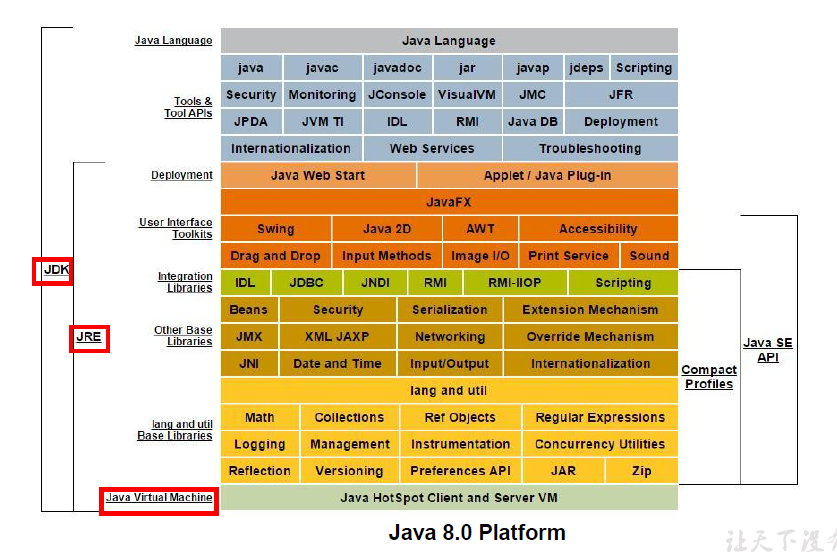 Java Language Java Language
java javac javadoc jar javap jdeps Scripting
Tools & Tool APIs Security Monitoring JConsole VisualVM JMC JFR
JPDA JVM TI IDL RMI Java DB Deployment
Internationalization Web Services Troubleshooting
Deployment Java Web Start Applet / Java Plug-in
JavaFX
User Interface Toolkits Swing Java 2D AWT Accessibility
Drag and Drop Input Methods Image I/O Print Service Sound
JDK
Integration Libraries IDL JDBC JNDI RMI RMI-IIOP Scripting
Beans Security Serialization Extension Mechanism
JRE Other Base Libraries JMX XML JAXP Networking Override Mechanism Java SE API
JNI Date and Time Input/Output Internationalization Compact Profiles
lang and util
lang and util Base Libraries Math Collections Ref Objects Regular Expressions
Logging Management Instrumentation Concurrency Utilities
Reflection Versioning Preferences API JAR Zip
Java Virtual Machine Java HotSpot Client and Server VM
Java 8.0 Platform
让天下没